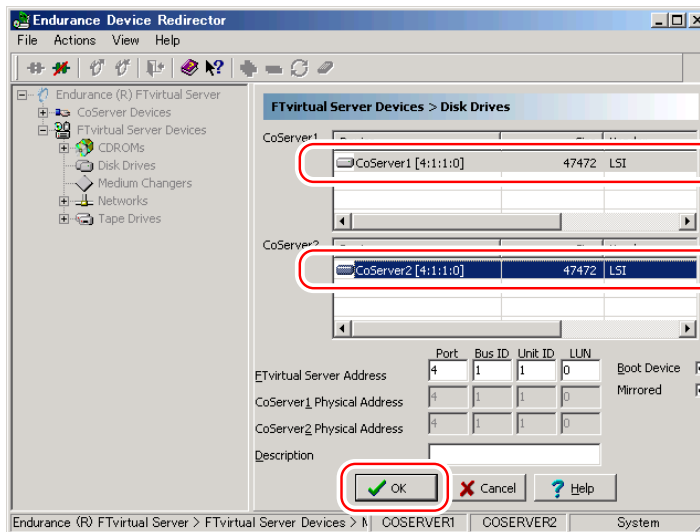 Endurance Device Redirector
File Actions View Help
Endurance (R) FTvirtual Server
CoServer Devices
FTvirtual Server Devices
CDROMs
Disk Drives
Medium Changers
Networks
Tape Drives
FTvirtual Server Devices > Disk Drives
CoServer1
CoServer1 [4:1:1:0] 47472 LSI
CoServer2
CoServer2 [4:1:1:0] 47472 LSI
Port Bus ID Unit ID LUN
FTvirtual Server Address 4 1 1 0 Boot Device
CoServer1 Physical Address 4 1 1 0 Mirrored
CoServer2 Physical Address 4 1 1 0
Description
OK Cancel Help
Endurance (R) FTvirtual Server > FTvirtual Server Devices > COSERVER1 COSERVER2 System